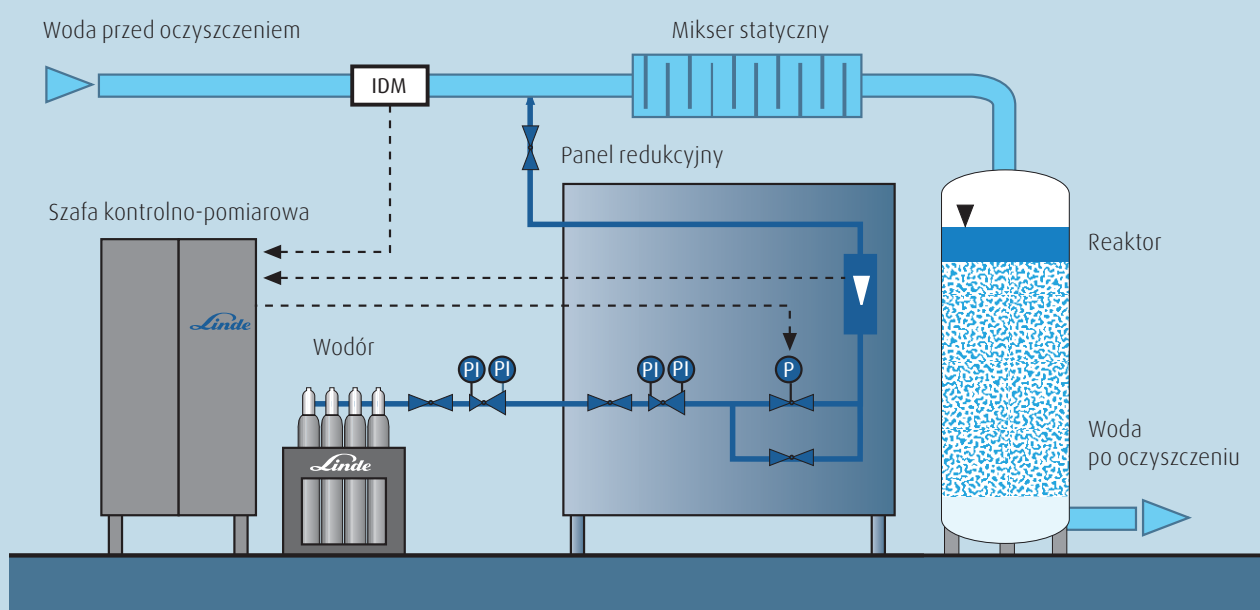 Woda przed oczyszczeniem
Mikser statyczny
IDM
Panel redukcyjny
Szafa kontrolno-pomiarowa
Reaktor
Linde
Wodór
PI PI
PI PI
P
Linde
Woda
po oczyszczeniu